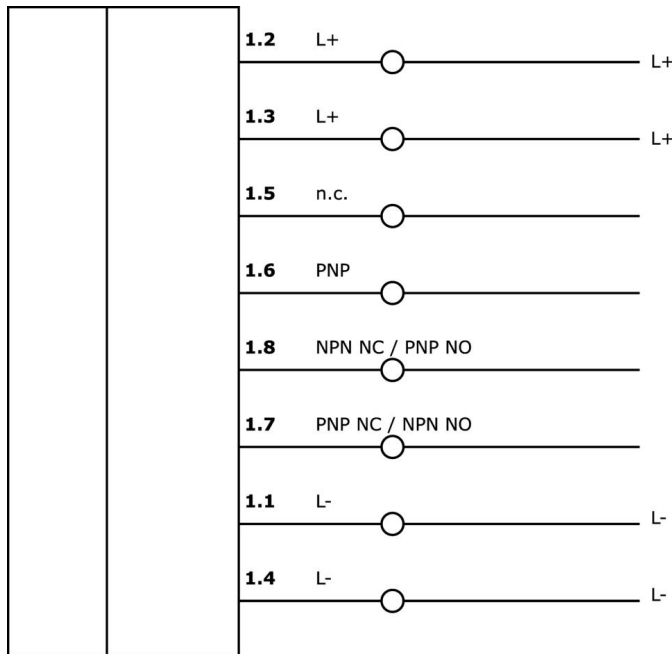 1.2 L+
L+
1.3 L+
L+
1.5 n.c.
1.6 PNP
1.8 NPN NC / PNP NO
1.7 PNP NC / NPN NO
1.1 L-
L-
1.4 L-
L-